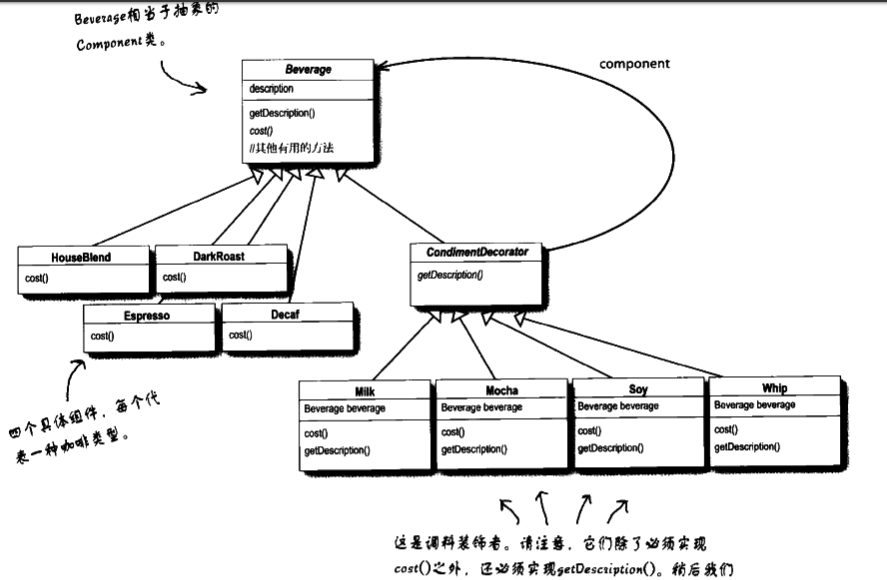 Beverage相当于抽象的
Component类。
Beverage
description
getDescription()
cost()
//其他有用的方法
component
HouseBlend
cost()
DarkRoast
cost()
Espresso
cost()
Decaf
cost()
CondimentDecorator
getDescription()
四个具体组件，每个代
表一种咖啡类型。
Milk
Beverage beverage
cost()
getDescription()
Mocha
Beverage beverage
cost()
getDescription()
Soy
Beverage beverage
cost()
getDescription()
Whip
Beverage beverage
cost()
getDescription()
这是调料装饰者。请注意，它们除了必须实现
cost()之外，还必须实现getDescription()。稍后我们